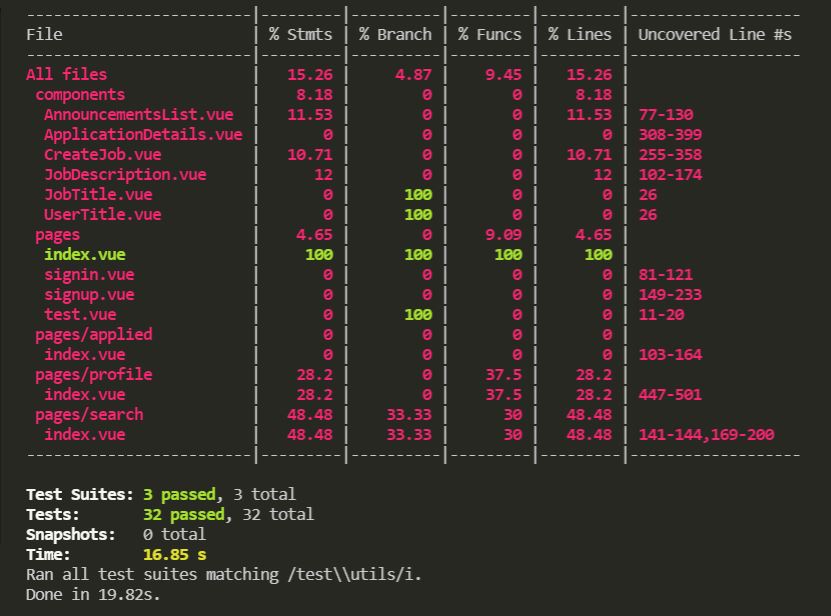 -------------------------|---------|----------|---------|---------|-------------------
File                     | % Stmts | % Branch | % Funcs | % Lines | Uncovered Line #s
-------------------------|---------|----------|---------|---------|-------------------
All files                |   15.26 |     4.87 |    9.45 |   15.26 |
 components              |    8.18 |        0 |       0 |    8.18 |
  AnnouncementsList.vue  |   11.53 |        0 |       0 |   11.53 | 77-130
  ApplicationDetails.vue |       0 |        0 |       0 |       0 | 308-399
  CreateJob.vue          |   10.71 |        0 |       0 |   10.71 | 255-358
  JobDescription.vue     |      12 |        0 |       0 |      12 | 102-174
  JobTitle.vue           |       0 |      100 |       0 |       0 | 26
  UserTitle.vue          |       0 |      100 |       0 |       0 | 26
 pages                   |    4.65 |        0 |    9.09 |    4.65 |
  index.vue              |     100 |      100 |     100 |     100 |
  signin.vue             |       0 |        0 |       0 |       0 | 81-121
  signup.vue             |       0 |        0 |       0 |       0 | 149-233
  test.vue               |       0 |      100 |       0 |       0 | 11-20
 pages/applied           |       0 |        0 |       0 |       0 |
  index.vue              |       0 |        0 |       0 |       0 | 103-164
 pages/profile           |    28.2 |        0 |    37.5 |    28.2 |
  index.vue              |    28.2 |        0 |    37.5 |    28.2 | 447-501
 pages/search            |   48.48 |    33.33 |      30 |   48.48 |
  index.vue              |   48.48 |    33.33 |      30 |   48.48 | 141-144,169-200
-------------------------|---------|----------|---------|---------|-------------------
Test Suites: 3 passed, 3 total
Tests:       32 passed, 32 total
Snapshots:   0 total
Time:        16.85 s
Ran all test suites matching /test\\utils/i.
Done in 19.82s.